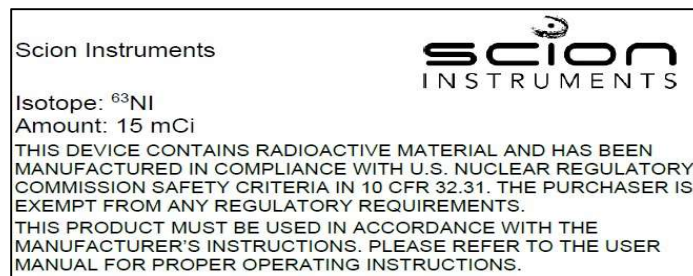 Scion Instruments
scion
INSTRUMENTS
Isotope: ⁶³NI
Amount: 15 mCi
THIS DEVICE CONTAINS RADIOACTIVE MATERIAL AND HAS BEEN
MANUFACTURED IN COMPLIANCE WITH U.S. NUCLEAR REGULATORY
COMMISSION SAFETY CRITERIA IN 10 CFR 32.31. THE PURCHASER IS
EXEMPT FROM ANY REGULATORY REQUIREMENTS.
THIS PRODUCT MUST BE USED IN ACCORDANCE WITH THE
MANUFACTURER'S INSTRUCTIONS. PLEASE REFER TO THE USER
MANUAL FOR PROPER OPERATING INSTRUCTIONS.